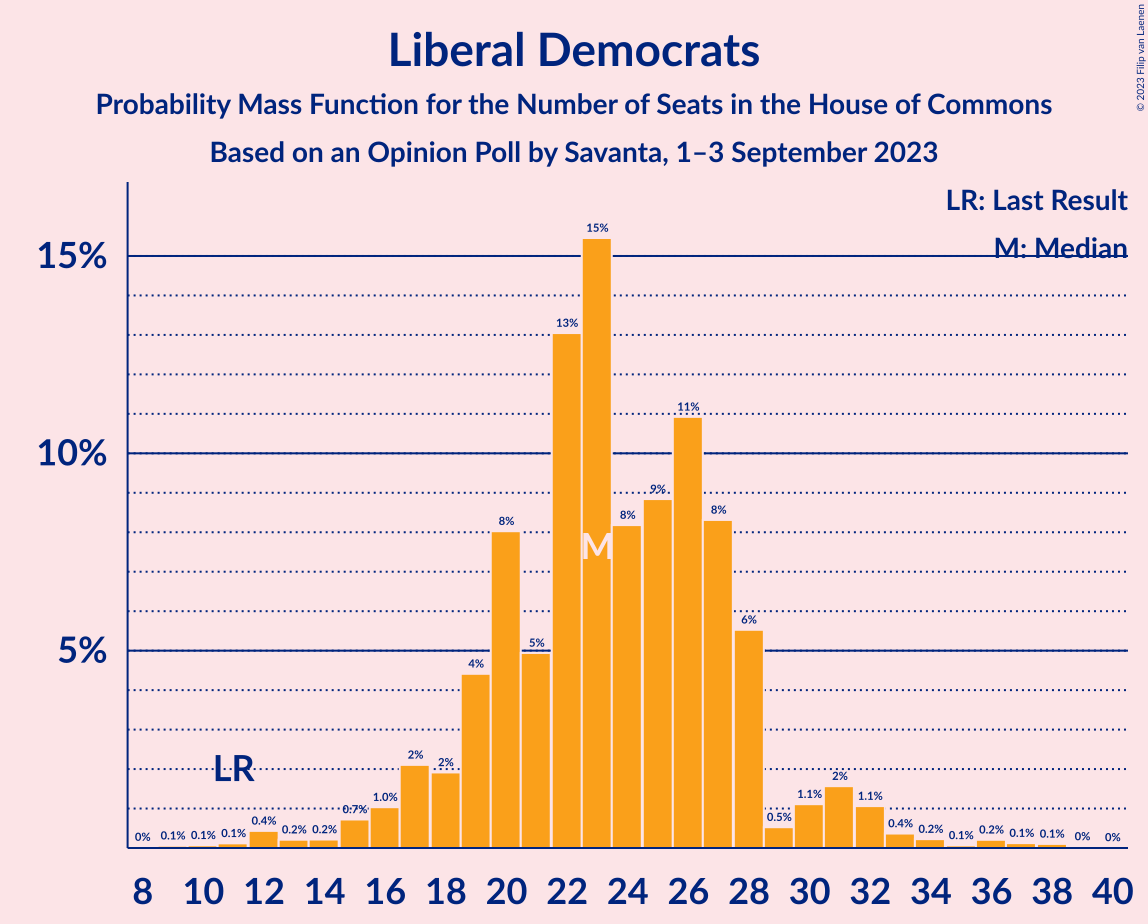 Liberal Democrats
Probability Mass Function for the Number of Seats in the House of Commons
Based on an Opinion Poll by Savanta, 1–3 September 2023
© 2023 Filip van Laenen
LR: Last Result
M: Median
15%
10%
5%
0% 0.1% 0.1% 0.1% 0.4% 0.2% 0.2% 0.7% 1.0% 2% 2% 4% 8% 5% 13% 15% 8% 9% 11% 8% 6% 0.5% 1.1% 2% 1.1% 0.4% 0.2% 0.1% 0.2% 0.1% 0.1% 0% 0%
LR
M
8 10 12 14 16 18 20 22 24 26 28 30 32 34 36 38 40